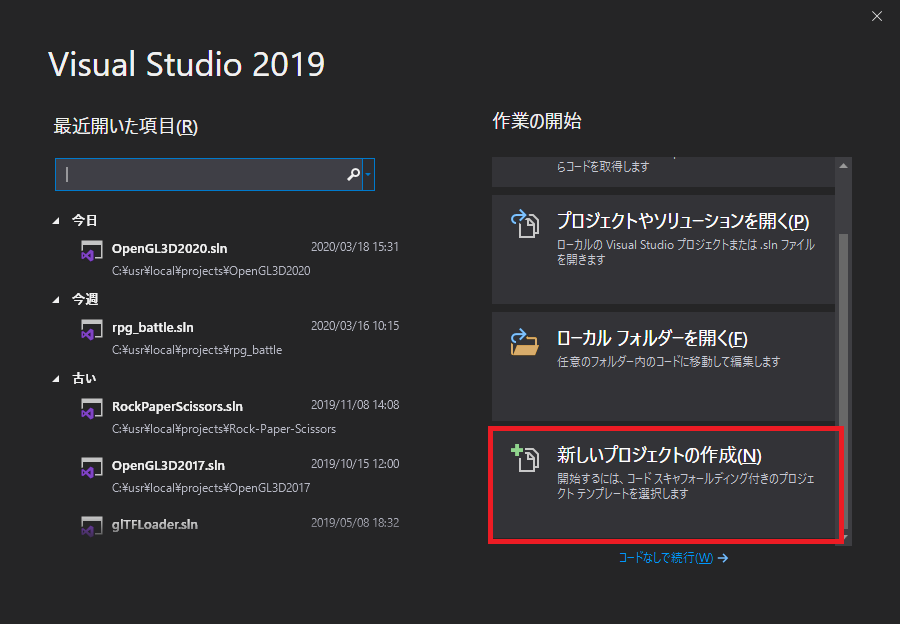 Visual Studio 2019
最近開いた項目(R)
今日
OpenGL3D2020.sln 2020/03/18 15:31
C:¥usr¥local¥projects¥OpenGL3D2020
今週
rpg_battle.sln 2020/03/16 10:15
C:¥usr¥local¥projects¥rpg_battle
古い
RockPaperScissors.sln 2019/11/08 14:08
C:¥usr¥local¥projects¥Rock-Paper-Scissors
OpenGL3D2017.sln 2019/10/15 12:00
C:¥usr¥local¥projects¥OpenGL3D2017
glTFLoader.sln 2019/05/08 18:32
作業の開始
らコードを取得します
プロジェクトやソリューションを開く(P)
ローカルの Visual Studio プロジェクトまたは .sln ファイル
を開きます
ローカル フォルダーを開く(F)
任意のフォルダー内のコードに移動して編集します
新しいプロジェクトの作成(N)
開始するには、コード スキャフォールディング付きのプロジェ
クト テンプレートを選択します
コードなしで続行(W)